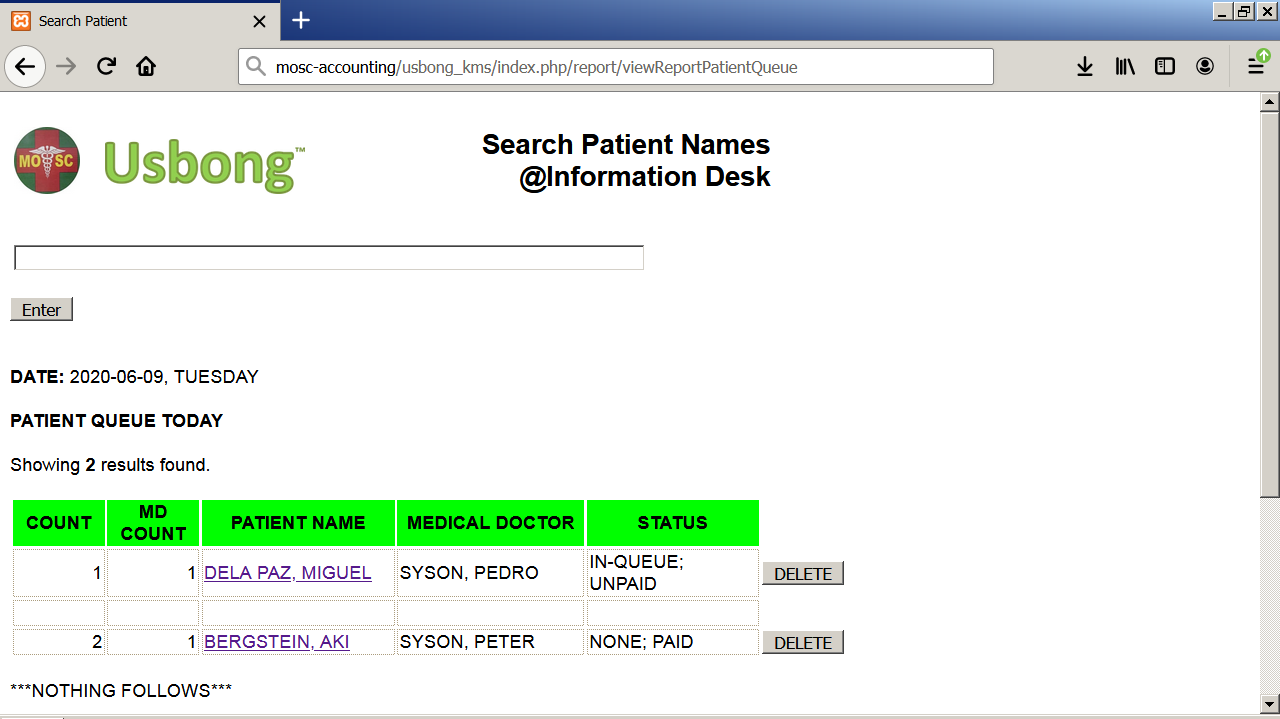 Search Patient
mosc-accounting/usbong_kms/index.php/report/viewReportPatientQueue
MOSC
Usbong™
Search Patient Names
@Information Desk
Enter
DATE: 2020-06-09, TUESDAY
PATIENT QUEUE TODAY
Showing 2 results found.
COUNT MD COUNT PATIENT NAME MEDICAL DOCTOR STATUS
1 1 DELA PAZ, MIGUEL SYSON, PEDRO IN-QUEUE; UNPAID DELETE
2 1 BERGSTEIN, AKI SYSON, PETER NONE; PAID DELETE
***NOTHING FOLLOWS***